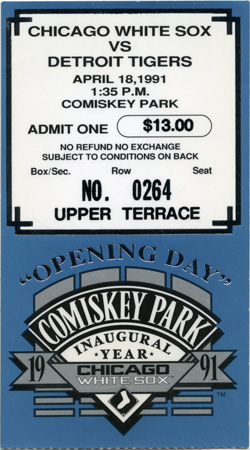 CHICAGO WHITE SOX
VS
DETROIT TIGERS
APRIL 18,1991
1:35 P.M.
COMISKEY PARK
ADMIT ONE $13.00
NO REFUND NO EXCHANGE
SUBJECT TO CONDITIONS ON BACK
Box/Sec. Row Seat
NO. 0264
UPPER TERRACE
"OPENING DAY"
COMISKEY PARK
INAUGURAL
• YEAR •
19 CHICAGO 91
WHITE SOX
TM